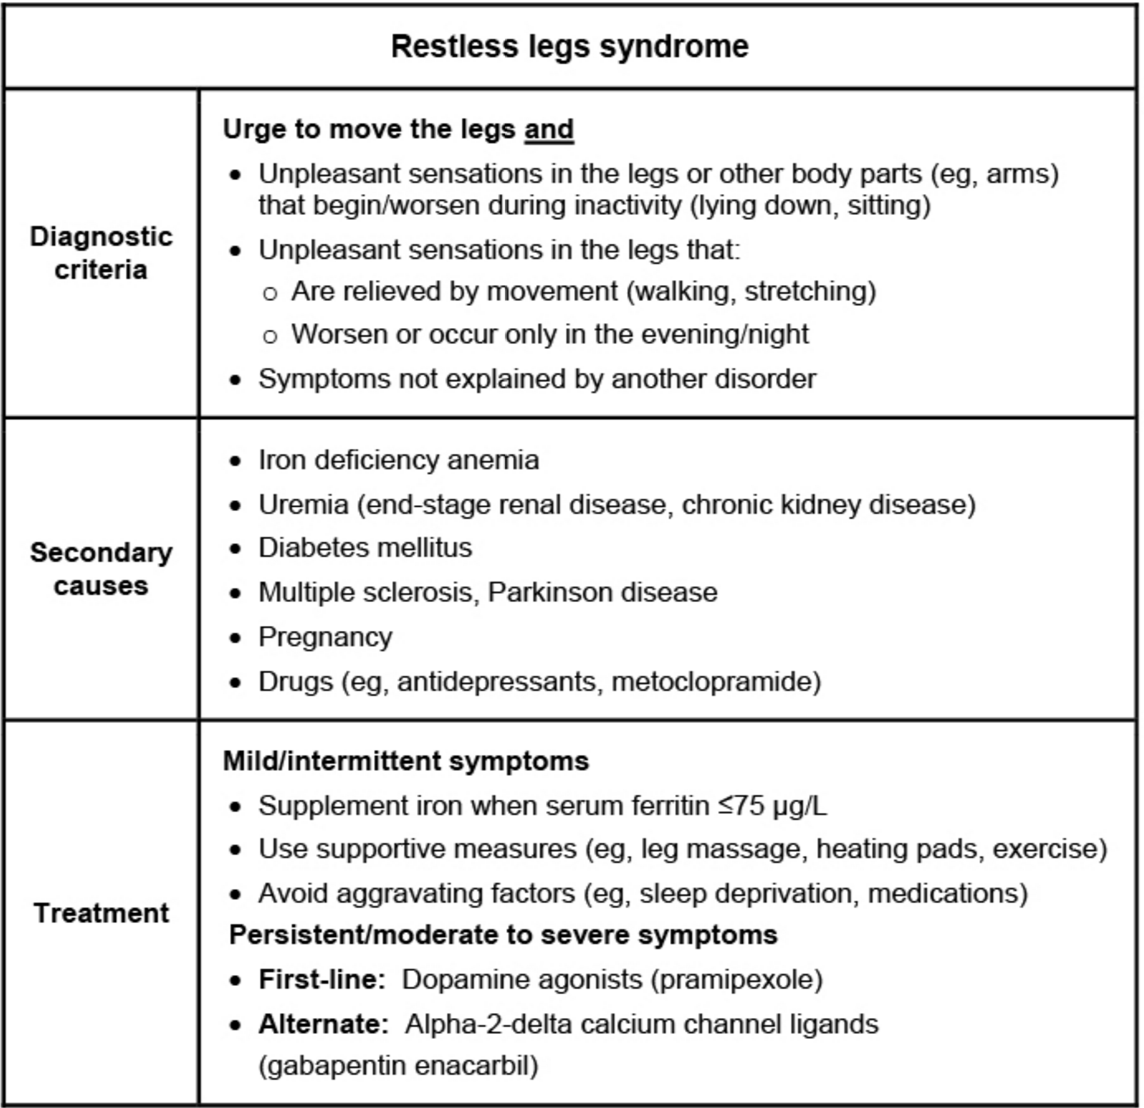 Restless legs syndrome
Diagnostic
criteria
Urge to move the legs and
• Unpleasant sensations in the legs or other body parts (eg, arms)
that begin/worsen during inactivity (lying down, sitting)
• Unpleasant sensations in the legs that:
o Are relieved by movement (walking, stretching)
o Worsen or occur only in the evening/night
• Symptoms not explained by another disorder
Secondary
causes
• Iron deficiency anemia
• Uremia (end-stage renal disease, chronic kidney disease)
• Diabetes mellitus
• Multiple sclerosis, Parkinson disease
• Pregnancy
• Drugs (eg, antidepressants, metoclopramide)
Treatment
Mild/intermittent symptoms
• Supplement iron when serum ferritin ≤75 µg/L
• Use supportive measures (eg, leg massage, heating pads, exercise)
• Avoid aggravating factors (eg, sleep deprivation, medications)
Persistent/moderate to severe symptoms
• First-line: Dopamine agonists (pramipexole)
• Alternate: Alpha-2-delta calcium channel ligands
(gabapentin enacarbil)